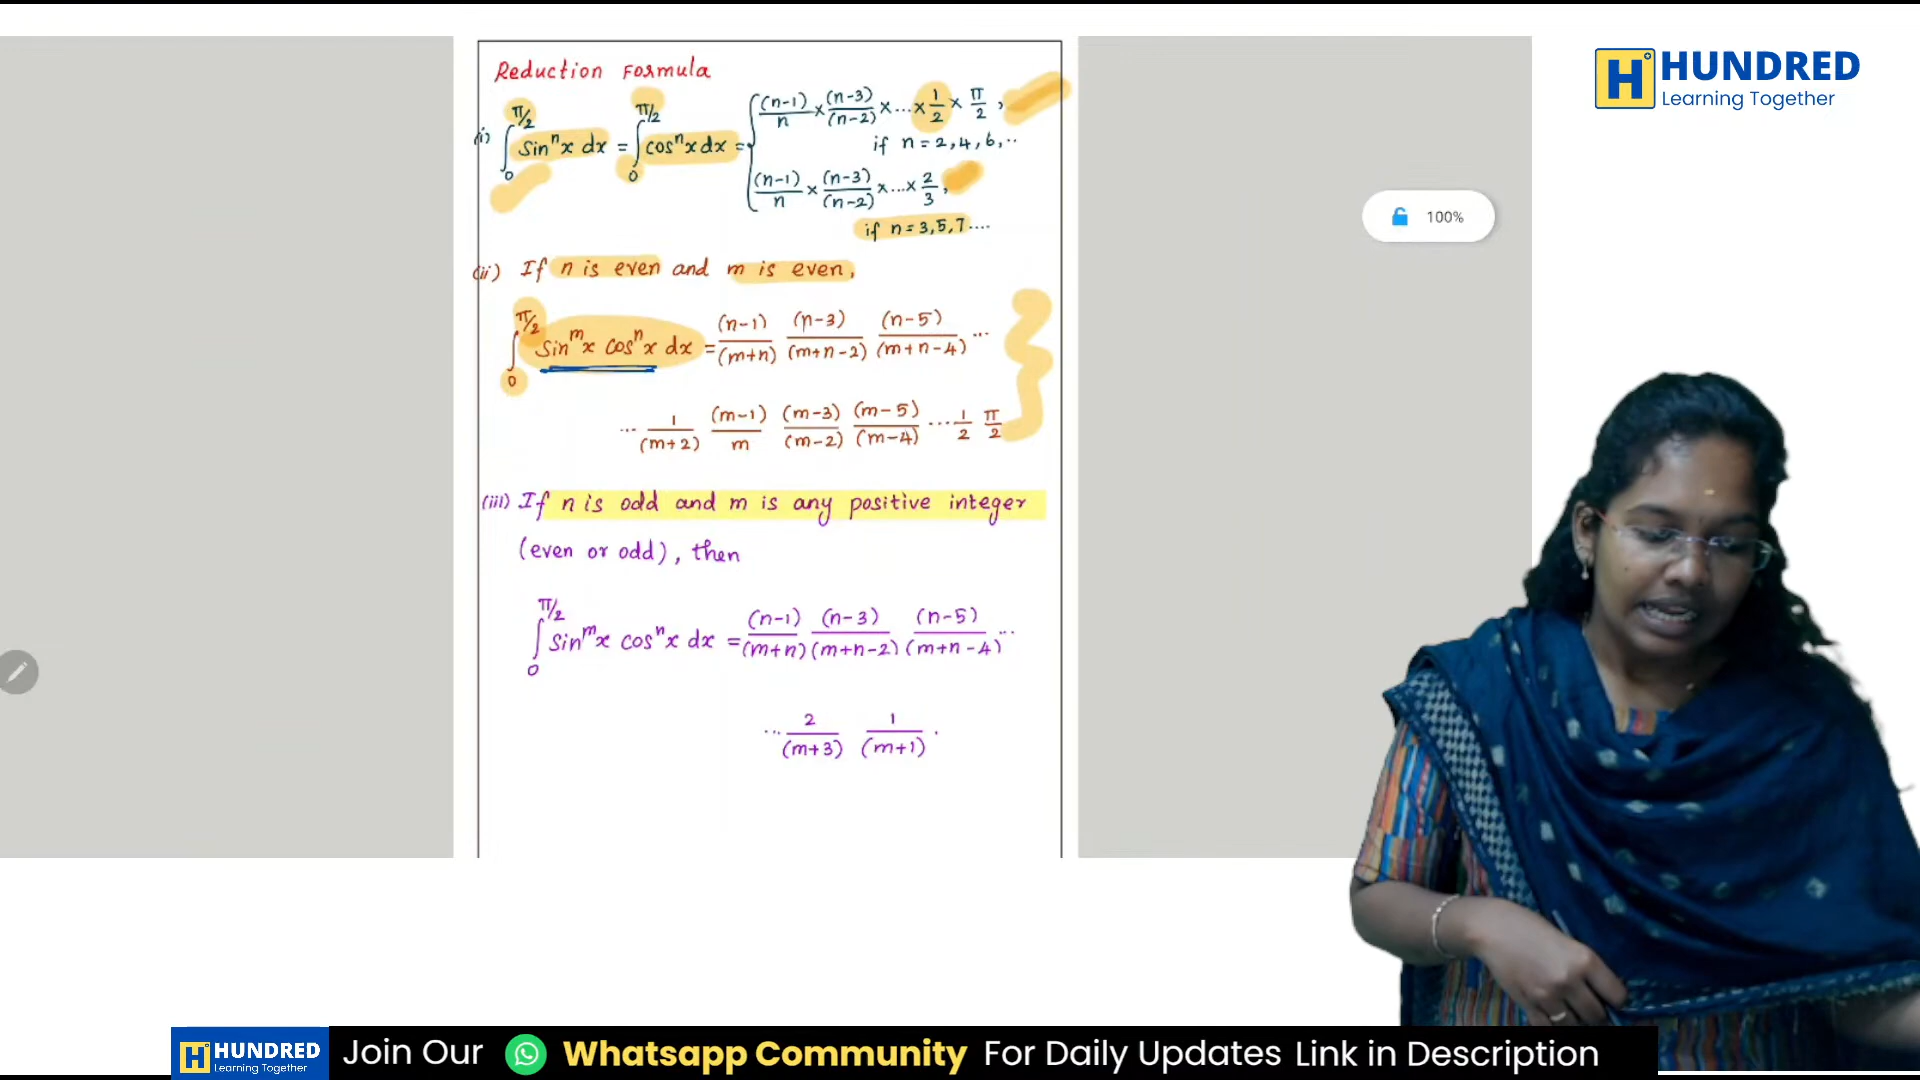 Reduction Formula
(i) ∫₀^{π/2} Sinⁿx dx = ∫₀^{π/2} cosⁿx dx = { (n-1)/n × (n-3)/(n-2) × ... × 1/2 × π/2 ,
if n = 2,4,6,..
(n-1)/n × (n-3)/(n-2) × ... × 2/3 ,
if n = 3,5,7....
(ii) If n is even and m is even,
∫₀^{π/2} Sin^m x cosⁿx dx = (n-1)/(m+n) (n-3)/(m+n-2) (n-5)/(m+n-4) ...
... 1/(m+2) (m-1)/m (m-3)/(m-2) (m-5)/(m-4) ... 1/2 π/2
(iii) If n is odd and m is any positive integer
(even or odd), then
∫₀^{π/2} Sin^m x cosⁿx dx = (n-1)/(m+n) (n-3)/(m+n-2) (n-5)/(m+n-4) ...
... 2/(m+3) 1/(m+1) .
100%
H HUNDRED
Learning Together
H HUNDRED
Learning Together
Join Our Whatsapp Community For Daily Updates Link in Description